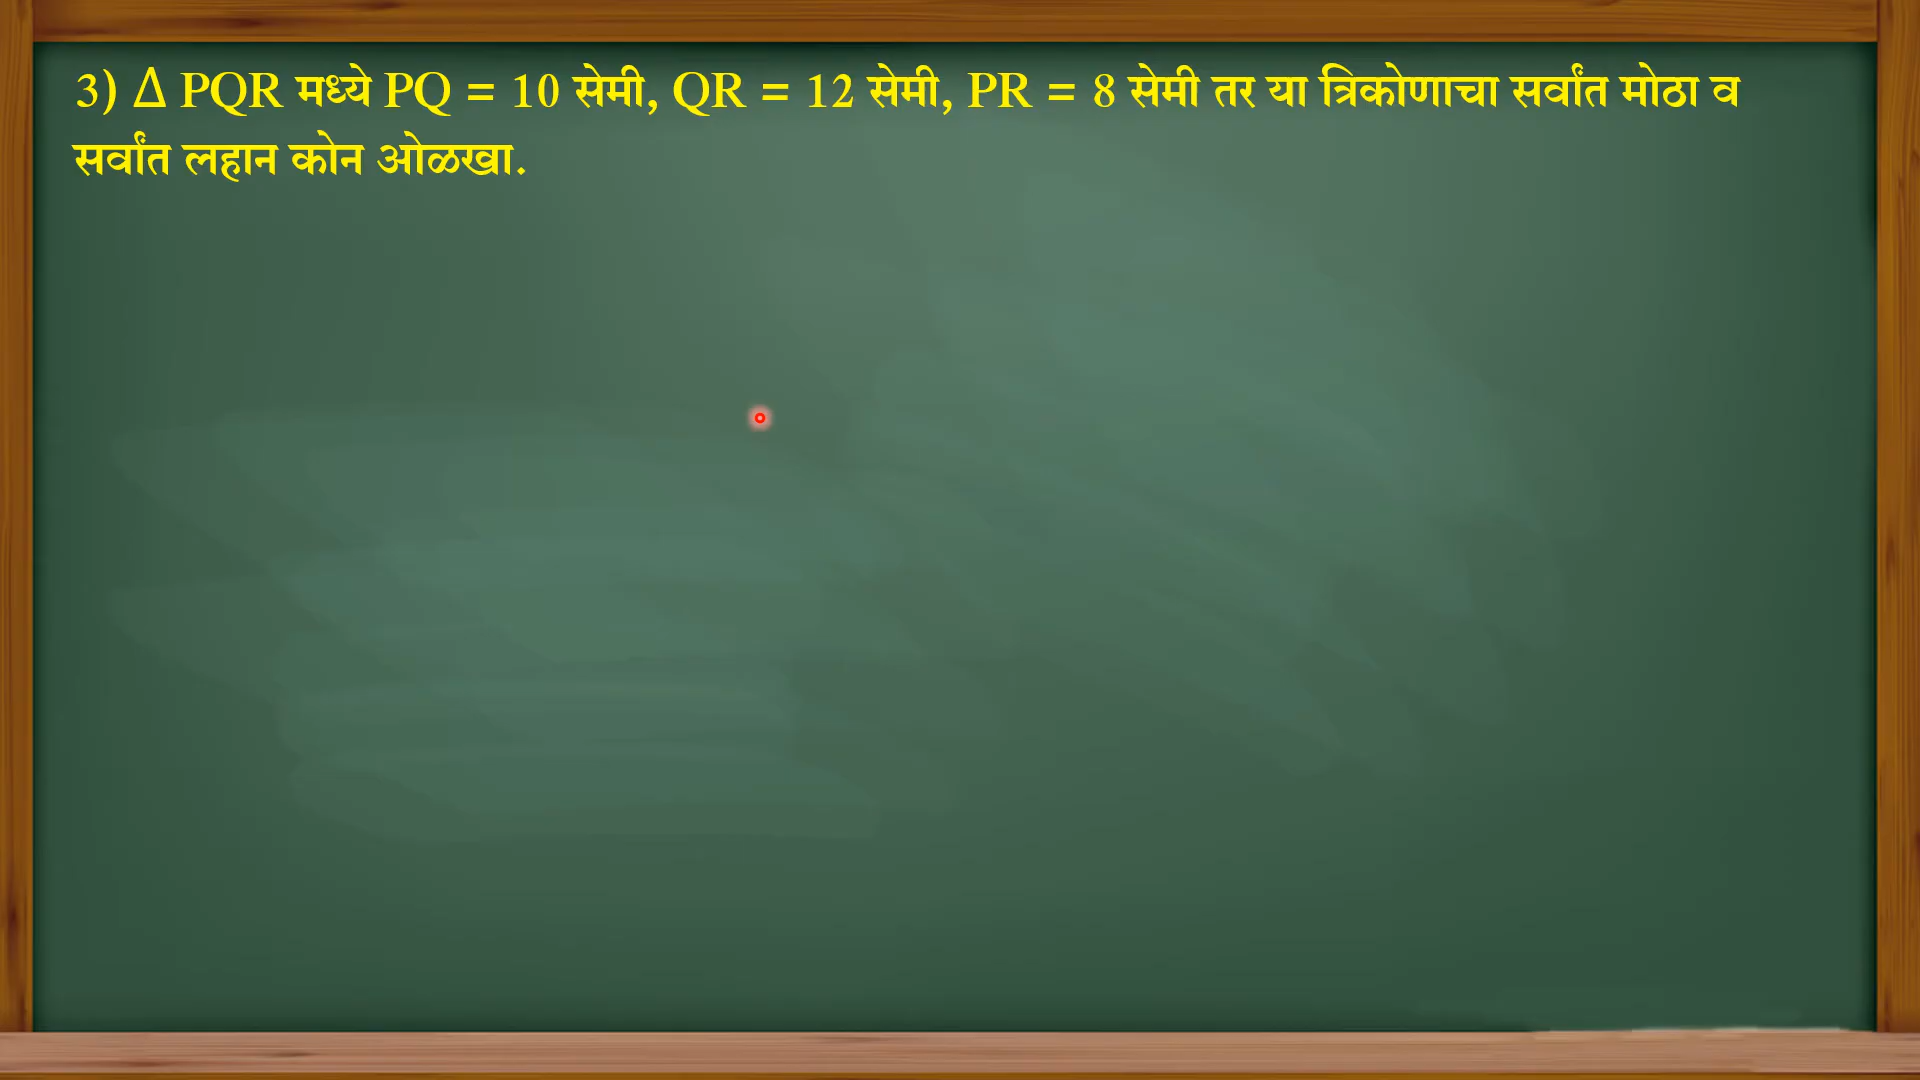 3) Δ PQR मध्ये PQ = 10 सेमी, QR = 12 सेमी, PR = 8 सेमी तर या त्रिकोणाचा सर्वांत मोठा व
सर्वांत लहान कोन ओळखा.